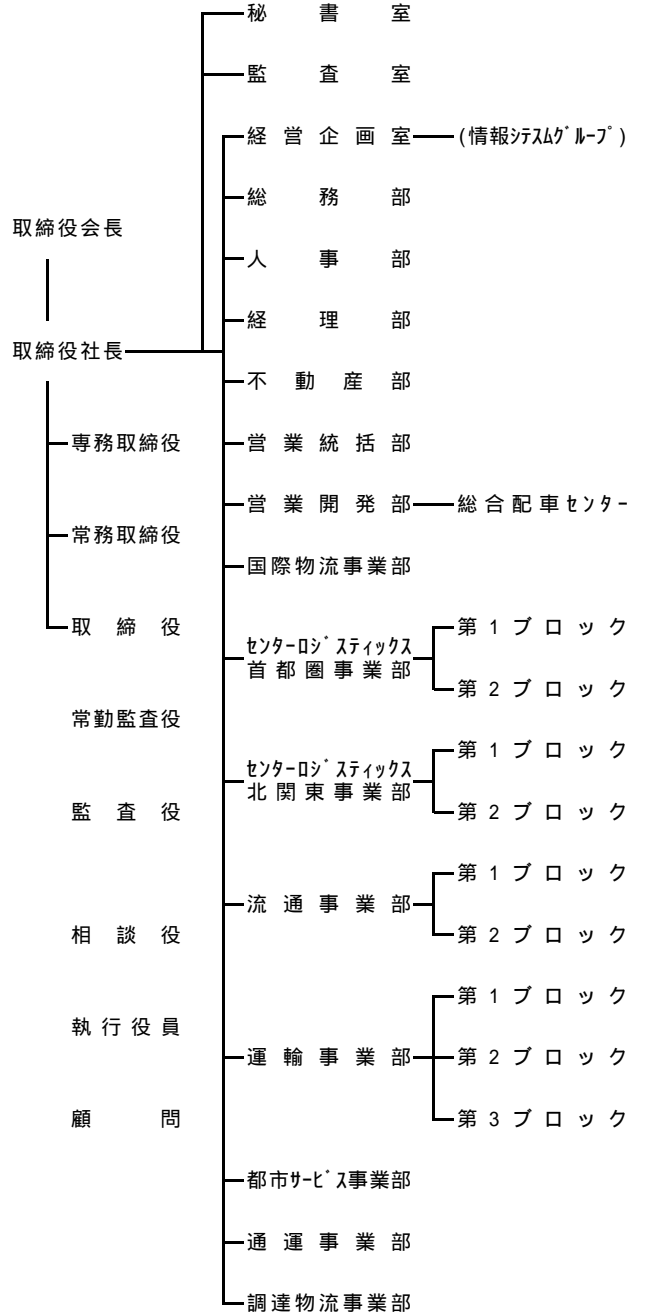 秘書室
監査室
経営企画室 (情報シテスムグループ)
総務部
取締役会長
人事部
経理部
取締役社長
不動産部
専務取締役 営業統括部
営業開発部 総合配車センター
常務取締役
国際物流事業部
取締役 第1ブロック
センターロジスティックス
首都圏事業部
第2ブロック
常勤監査役
第1ブロック
センターロジスティックス
北関東事業部
監査役 第2ブロック
第1ブロック
流通事業部
相談役 第2ブロック
第1ブロック
執行役員
運輸事業部 第2ブロック
顧問 第3ブロック
都市サービス事業部
通運事業部
調達物流事業部